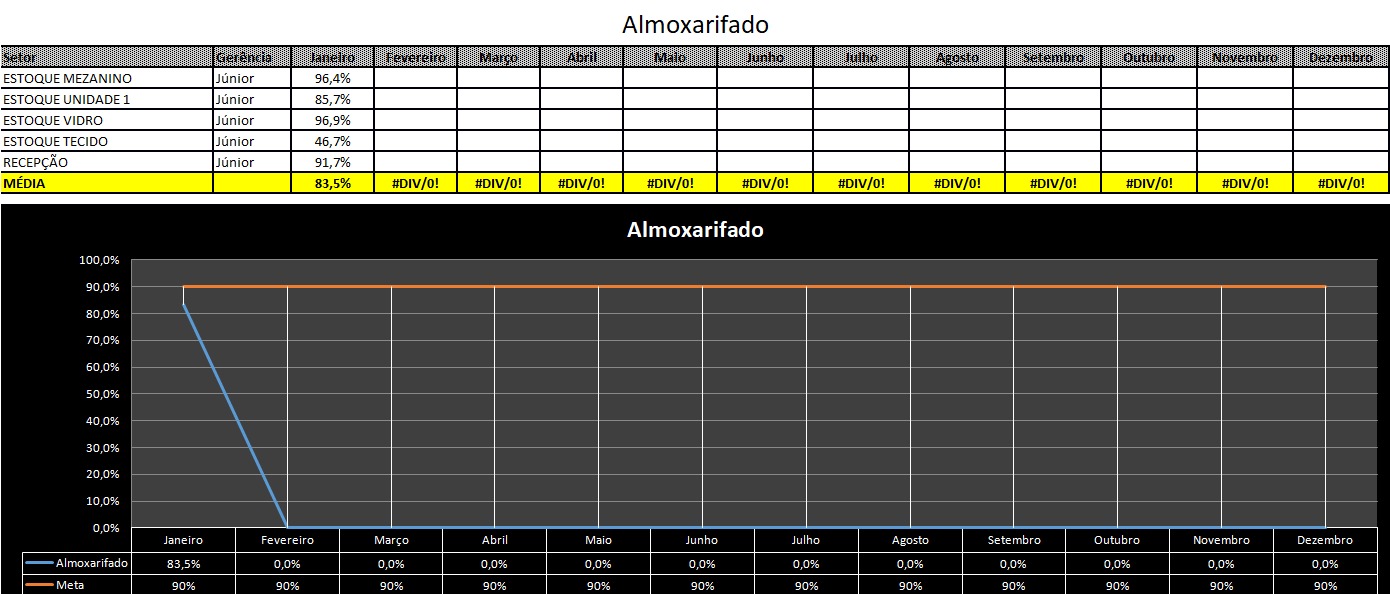 Almoxarifado
Setor Gerência Janeiro Fevereiro Março Abril Maio Junho Julho Agosto Setembro Outubro Novembro Dezembro
ESTOQUE MEZANINO Júnior 96,4%
ESTOQUE UNIDADE 1 Júnior 85,7%
ESTOQUE VIDRO Júnior 96,9%
ESTOQUE TECIDO Júnior 46,7%
RECEPÇÃO Júnior 91,7%
MÉDIA 83,5% #DIV/0! #DIV/0! #DIV/0! #DIV/0! #DIV/0! #DIV/0! #DIV/0! #DIV/0! #DIV/0! #DIV/0! #DIV/0!
Almoxarifado
100,0%
90,0%
80,0%
70,0%
60,0%
50,0%
40,0%
30,0%
20,0%
10,0%
0,0%
Janeiro Fevereiro Março Abril Maio Junho Julho Agosto Setembro Outubro Novembro Dezembro
Almoxarifado 83,5% 0,0% 0,0% 0,0% 0,0% 0,0% 0,0% 0,0% 0,0% 0,0% 0,0% 0,0%
Meta 90% 90% 90% 90% 90% 90% 90% 90% 90% 90% 90% 90%